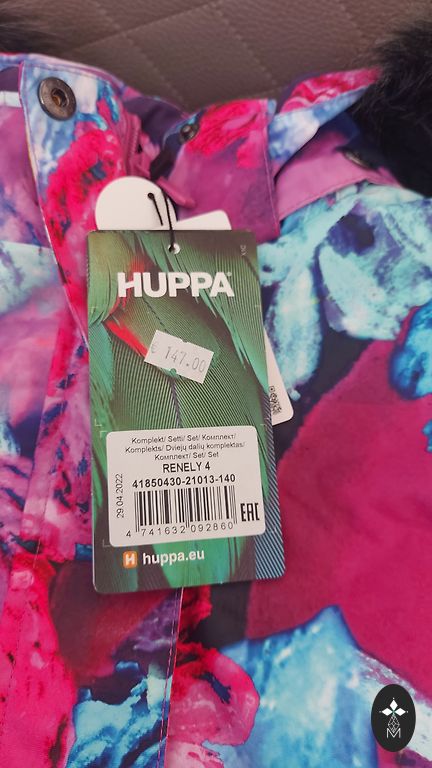 HUPPA
€ 147.00
Komplekt/ Setti/ Set/ Комплект/
Komplekts/ Dviejų dalių komplektas/
Комплект/ Set/ Set
RENELY 4
41850430-21013-140
29.04.2022
EAC
4 741632 092860
H huppa.eu
M